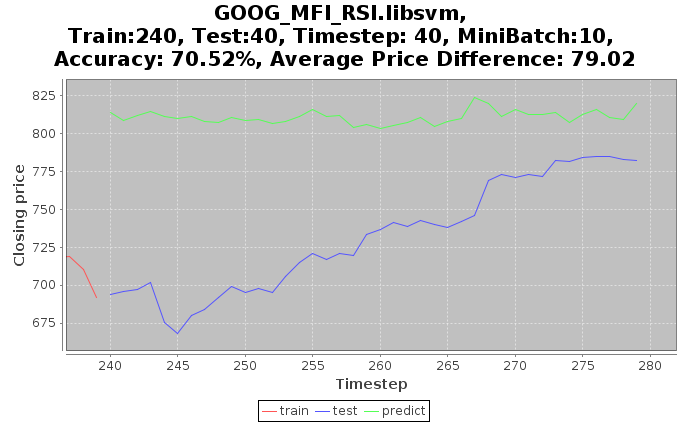 GOOG_MFI_RSI.libsvm,
Train:240, Test:40, Timestep: 40, MiniBatch:10,
Accuracy: 70.52%, Average Price Difference: 79.02
825
800
775
750
725
700
675
Closing price
240 245 250 255 260 265 270 275 280
Timestep
train test predict